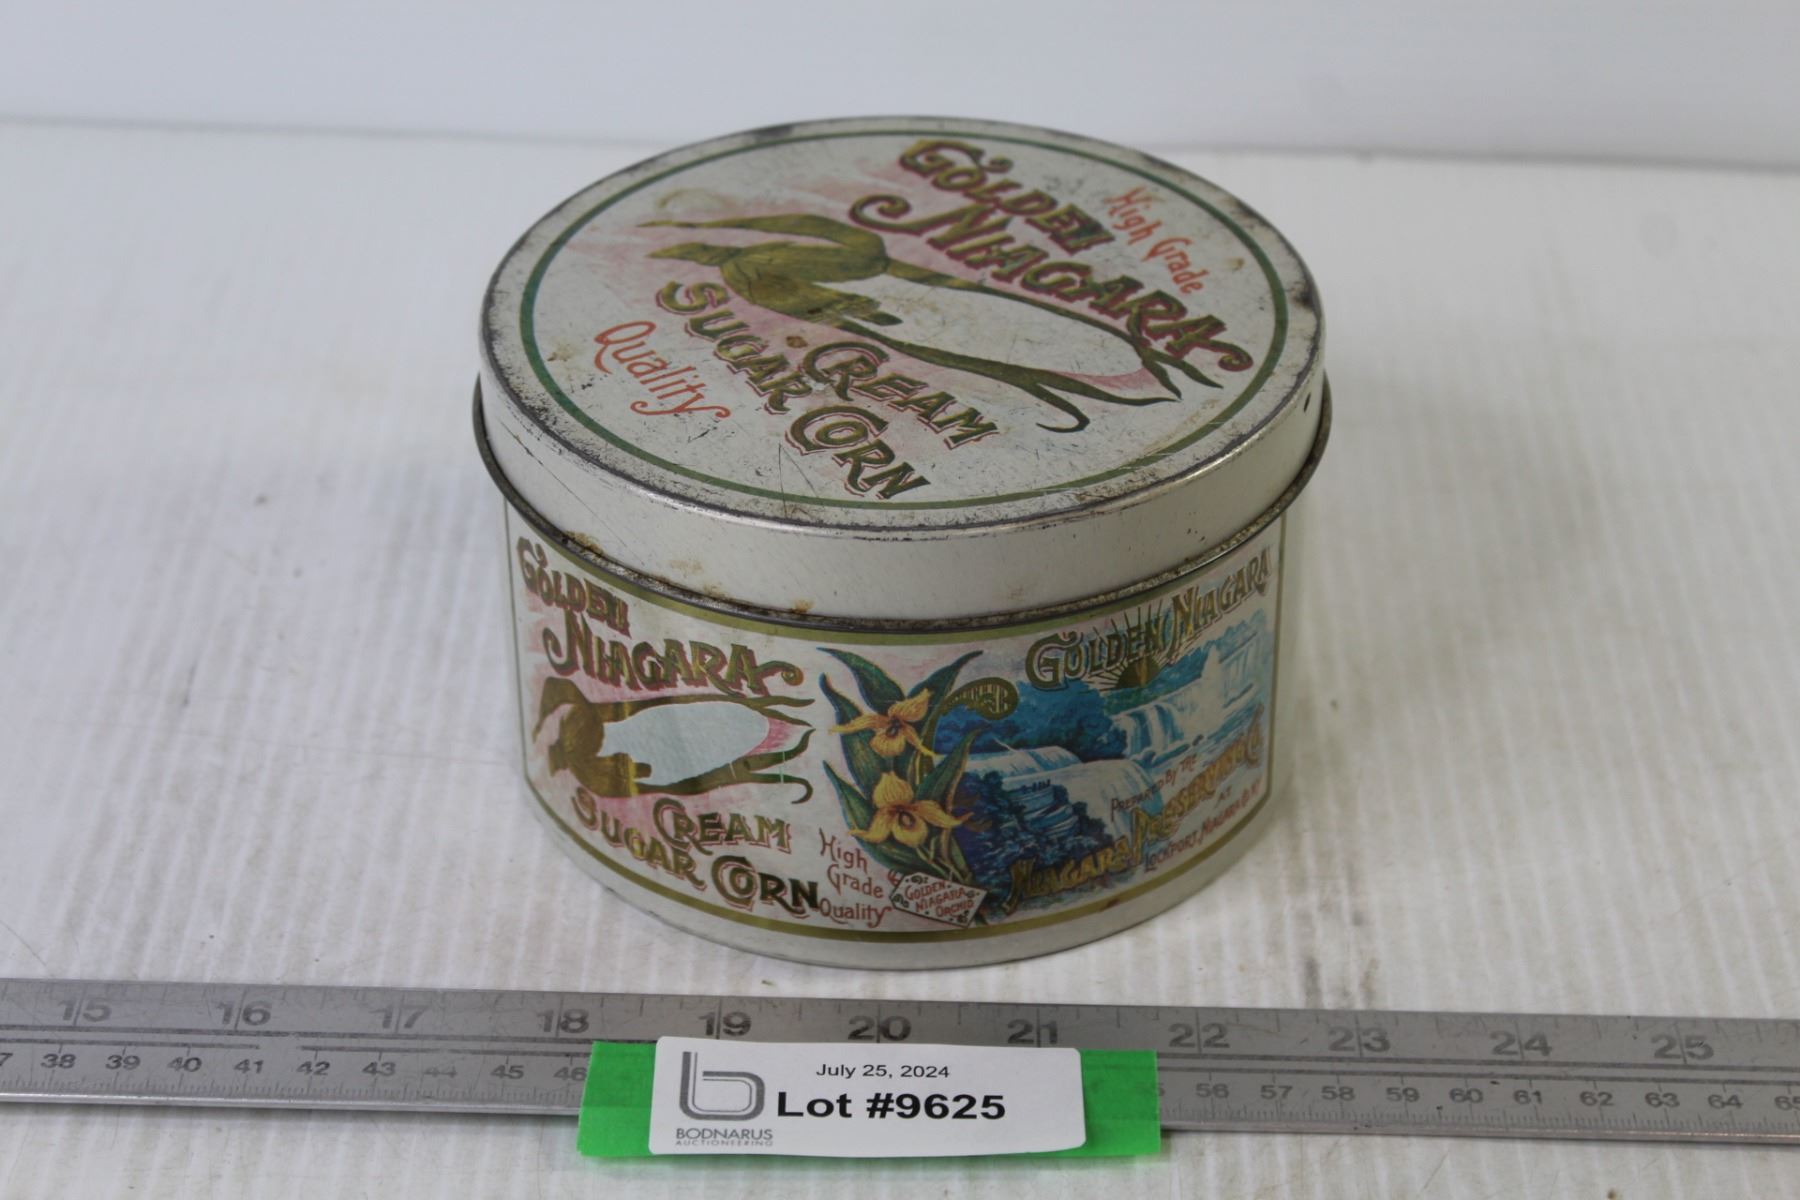 GOLDEN
NIAGARA
High Grade
CREAM
SUGAR CORN
Quality
GOLDEN
NIAGARA
CREAM
SUGAR CORN
High
Grade
Quality
GOLDEN
NIAGARA
ORCHID
GOLDEN NIAGARA
PREPARED BY THE
NIAGARA PRESERVING Co.
AT
LOCKPORT, NIAGARA Co.
15 16 17 18 19 20 21 22 23 24 25
38 39 40 41 42 43 44 45 46 56 57 58 59 60 61 62 63 64 65
July 25, 2024
Lot #9625
BODNARUS
AUCTIONEERING